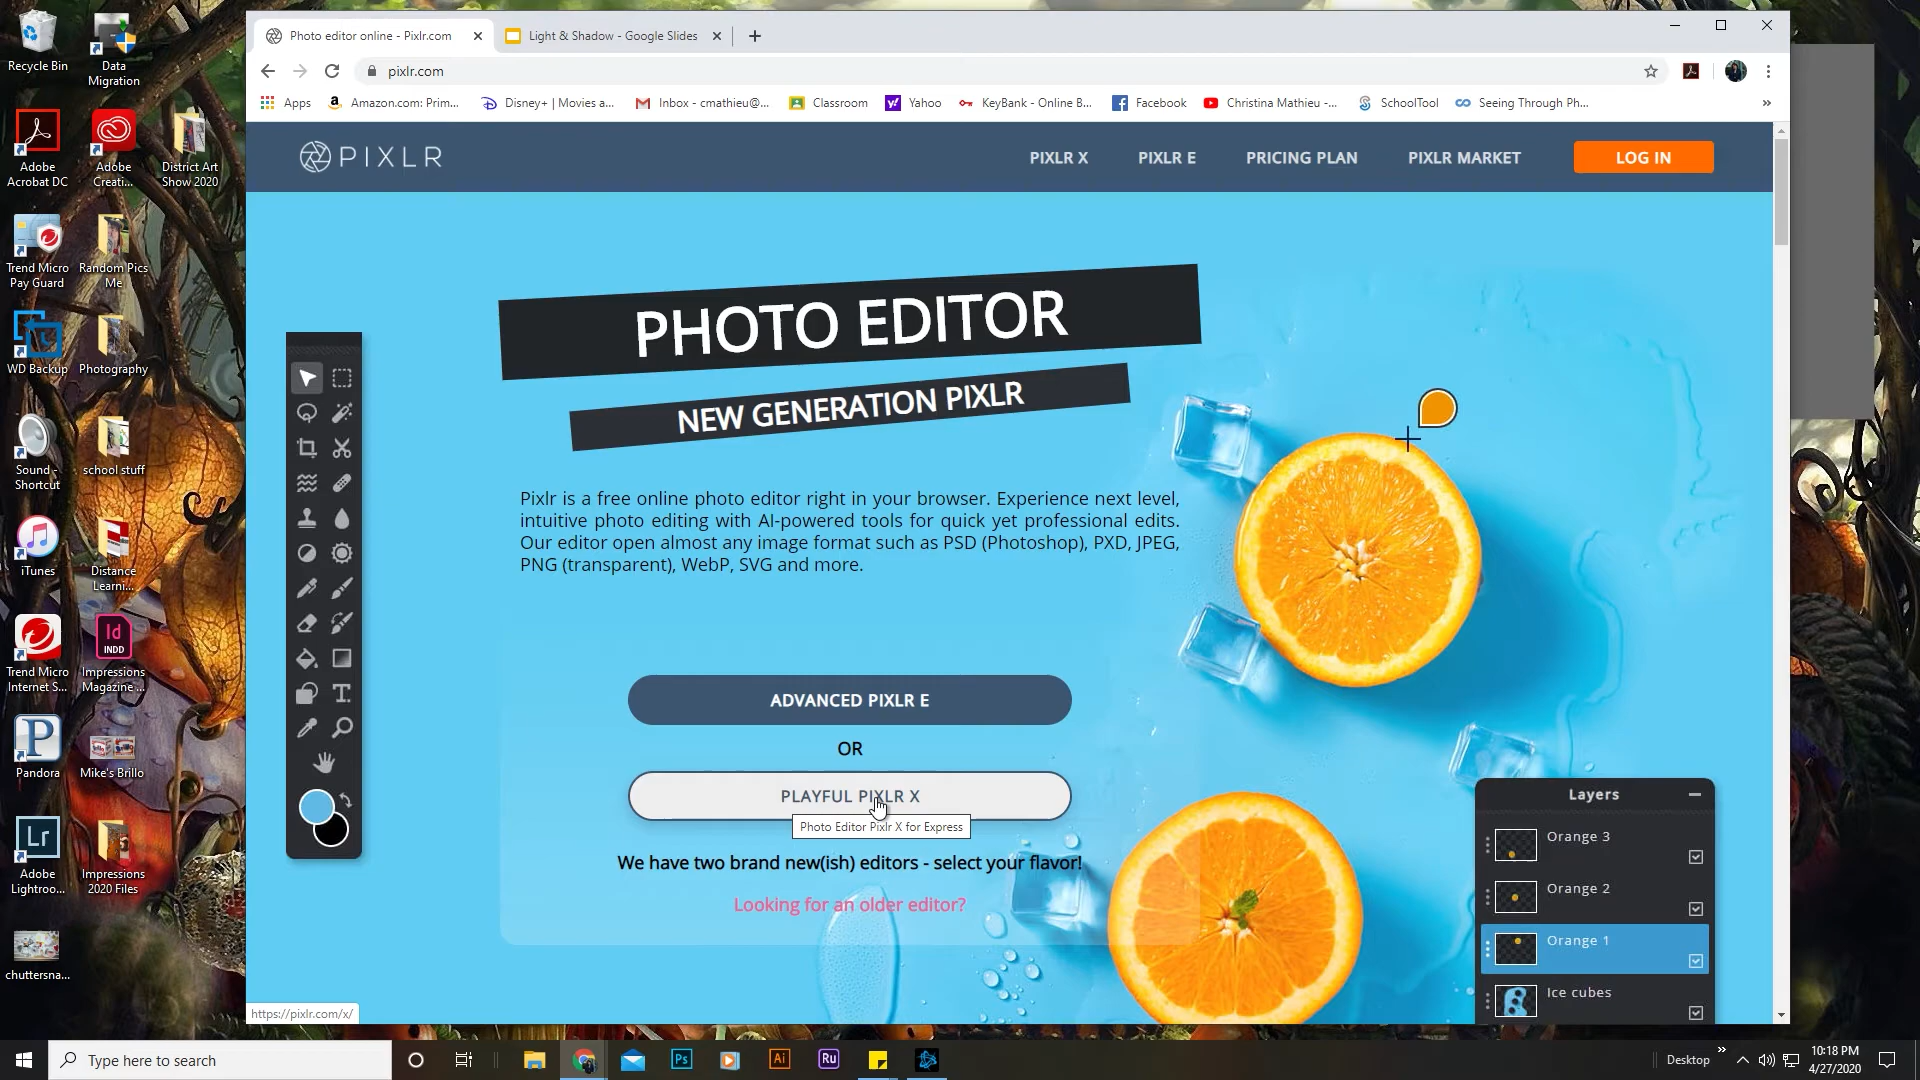 Recycle Bin
Data
Migration
Adobe
Acrobat DC
Adobe
Creati...
District Art
Show 2020
Trend Micro
Pay Guard
Random Pics
Me
WD Backup
Photography
Sound -
Shortcut
school stuff
iTunes
Distance
Learni...
Id
INDD
Trend Micro
Internet S...
Impressions
Magazine ...
P
Pandora
Mike's Brillo
Lr
Adobe
Lightroo...
Impressions
2020 Files
chuttersna...
Photo editor online - Pixlr.com
Light & Shadow - Google Slides
pixlr.com
Apps
Amazon.com: Prim...
Disney+ | Movies a...
Inbox - cmathieu@...
Classroom
Yahoo
KeyBank - Online B...
Facebook
Christina Mathieu -...
SchoolTool
Seeing Through Ph...
PIXLR
PIXLR X
PIXLR E
PRICING PLAN
PIXLR MARKET
LOG IN
PHOTO EDITOR
NEW GENERATION PIXLR
Pixlr is a free online photo editor right in your browser. Experience next level,
intuitive photo editing with AI-powered tools for quick yet professional edits.
Our editor open almost any image format such as PSD (Photoshop), PXD, JPEG,
PNG (transparent), WebP, SVG and more.
ADVANCED PIXLR E
OR
PLAYFUL PIXLR X
Photo Editor Pixlr X for Express
We have two brand new(ish) editors - select your flavor!
Looking for an older editor?
Layers
Orange 3
Orange 2
Orange 1
Ice cubes
https://pixlr.com/x/
Type here to search
Ps
Ai
Ru
Desktop
10:18 PM
4/27/2020